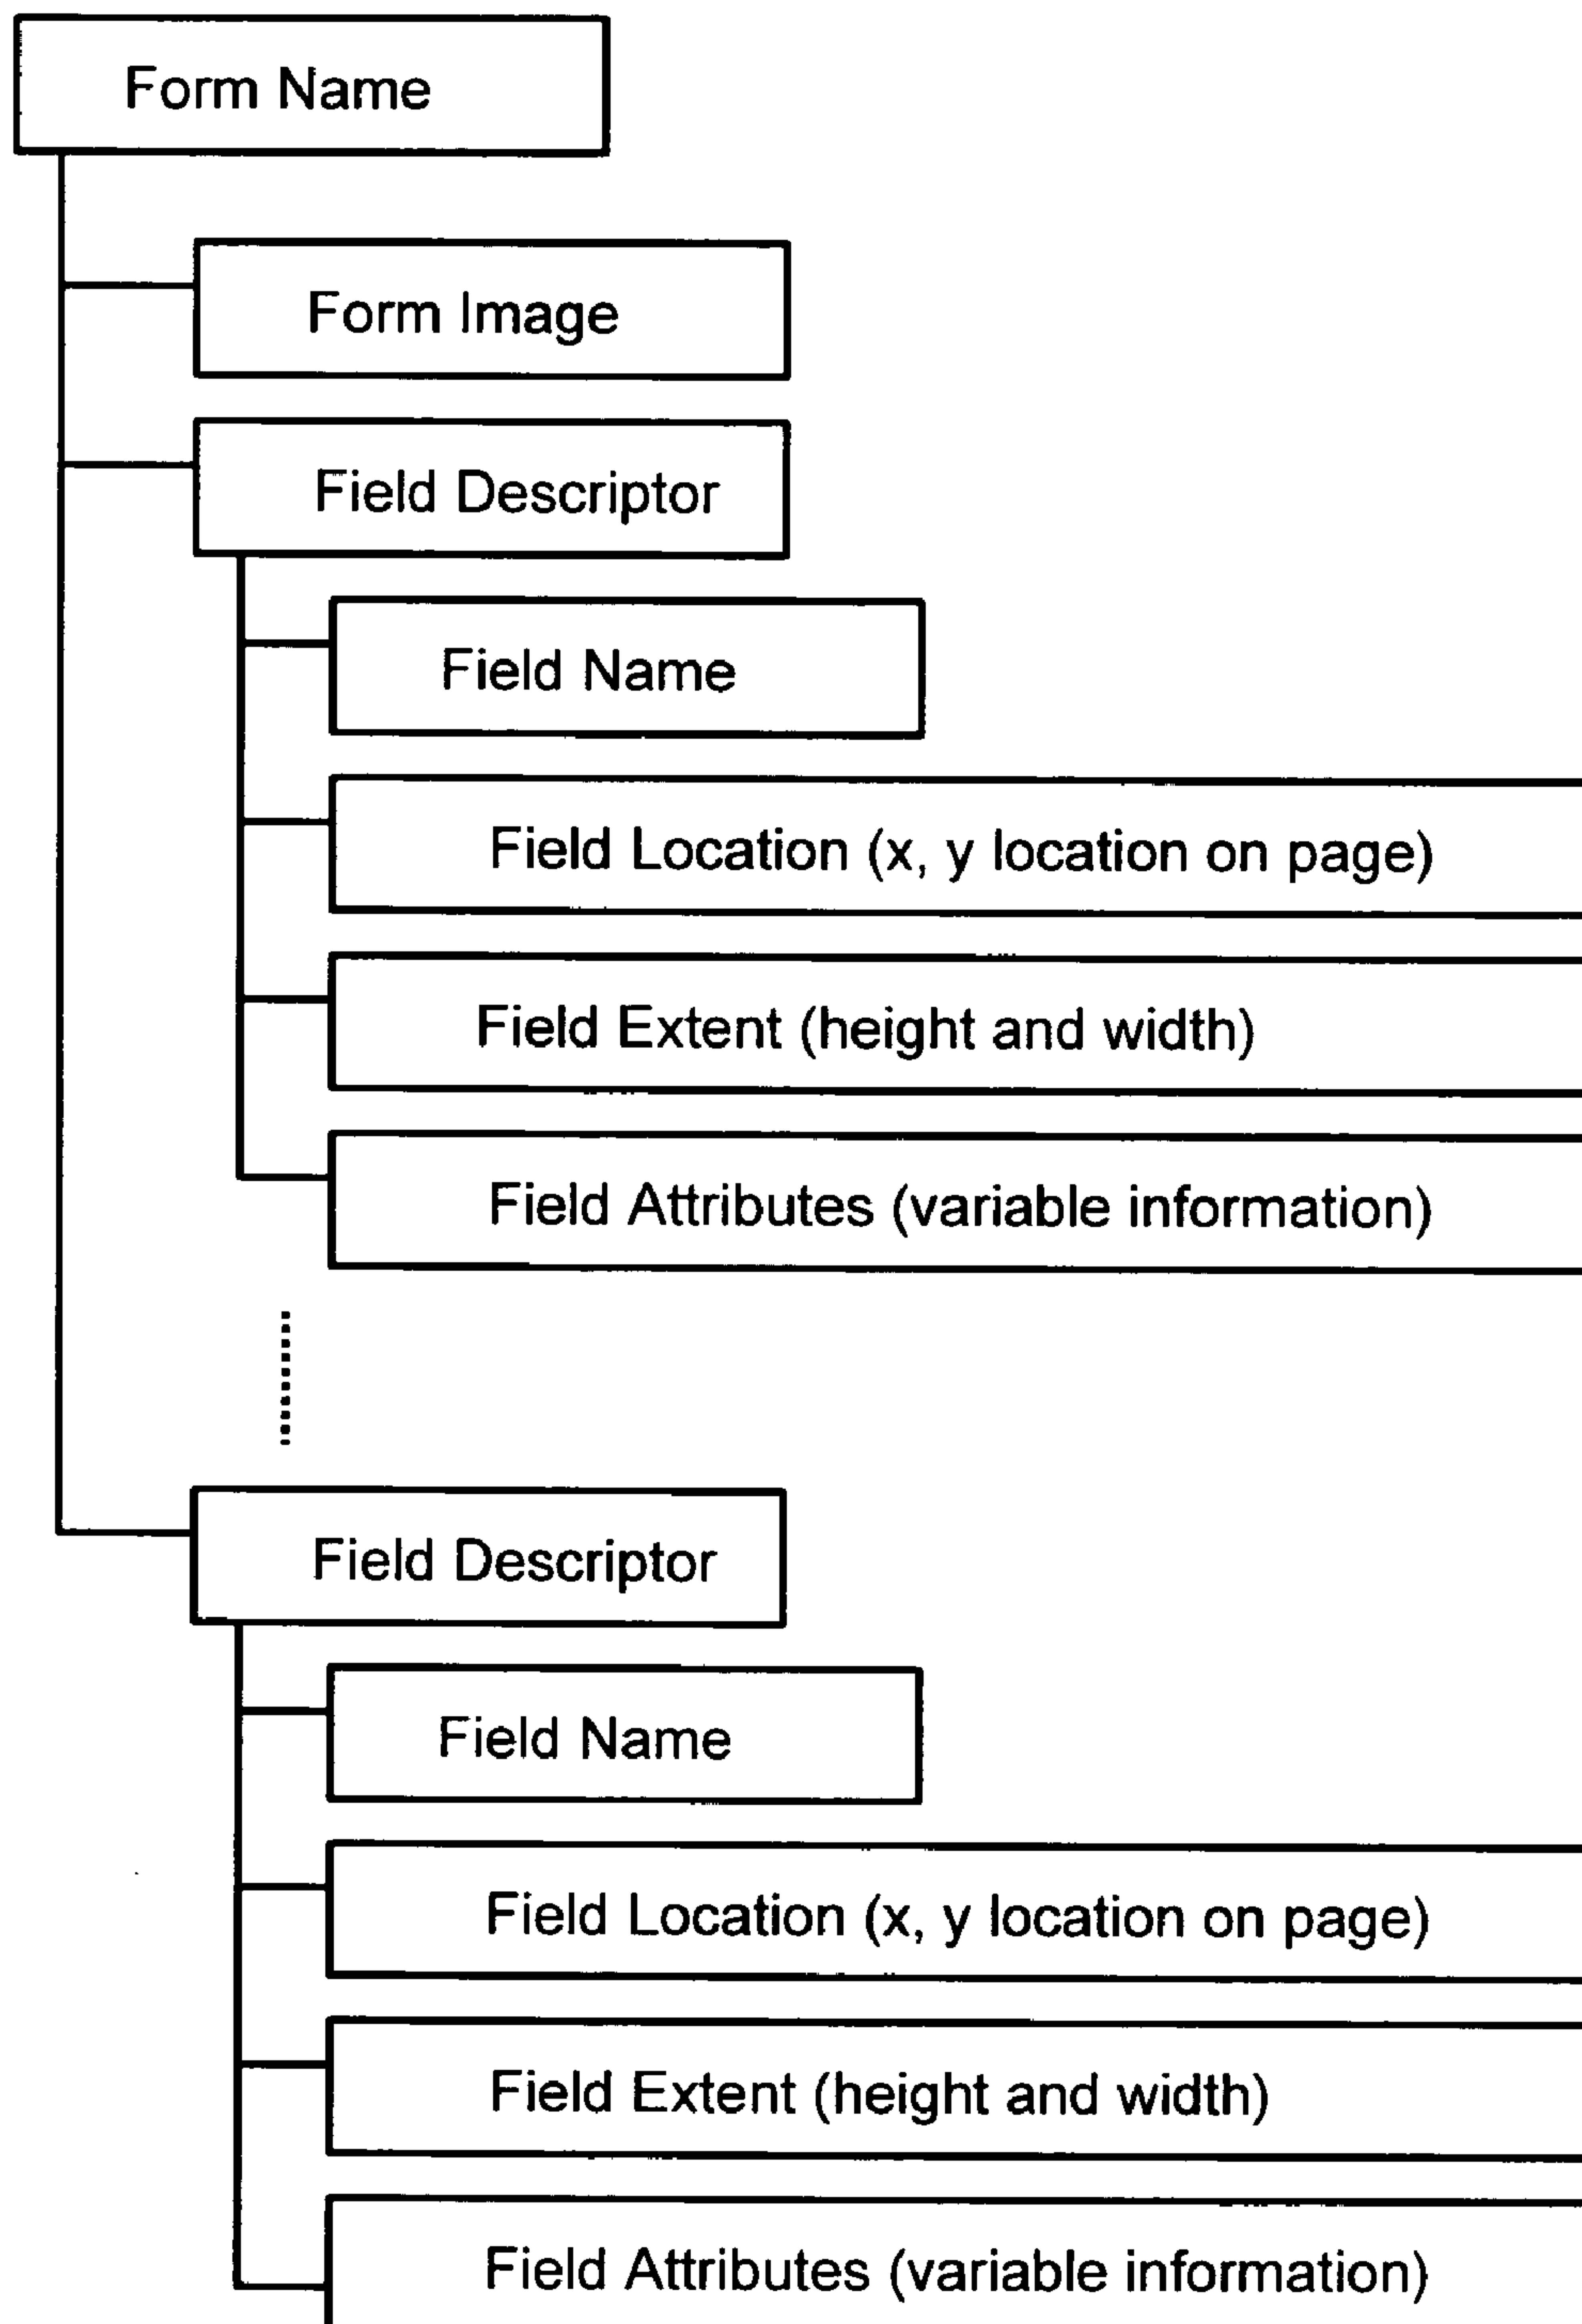 Form Name
Form Image
Field Descriptor
Field Name
Field Location (x, y location on page)
Field Extent (height and width)
Field Attributes (variable information)
Field Descriptor
Field Name
Field Location (x, y location on page)
Field Extent (height and width)
Field Attributes (variable information)